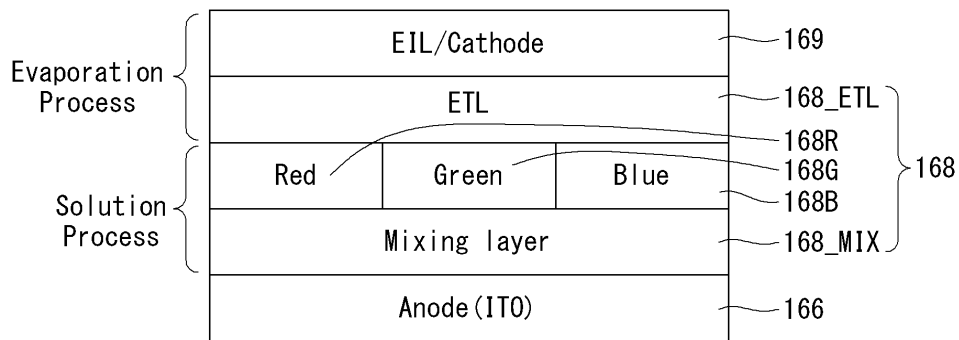 EIL/Cathode
169
Evaporation
Process
ETL
168_ETL
168R
Red
Green
Blue
168G
168
168B
Solution
Process
Mixing layer
168_MIX
Anode(ITO)
166